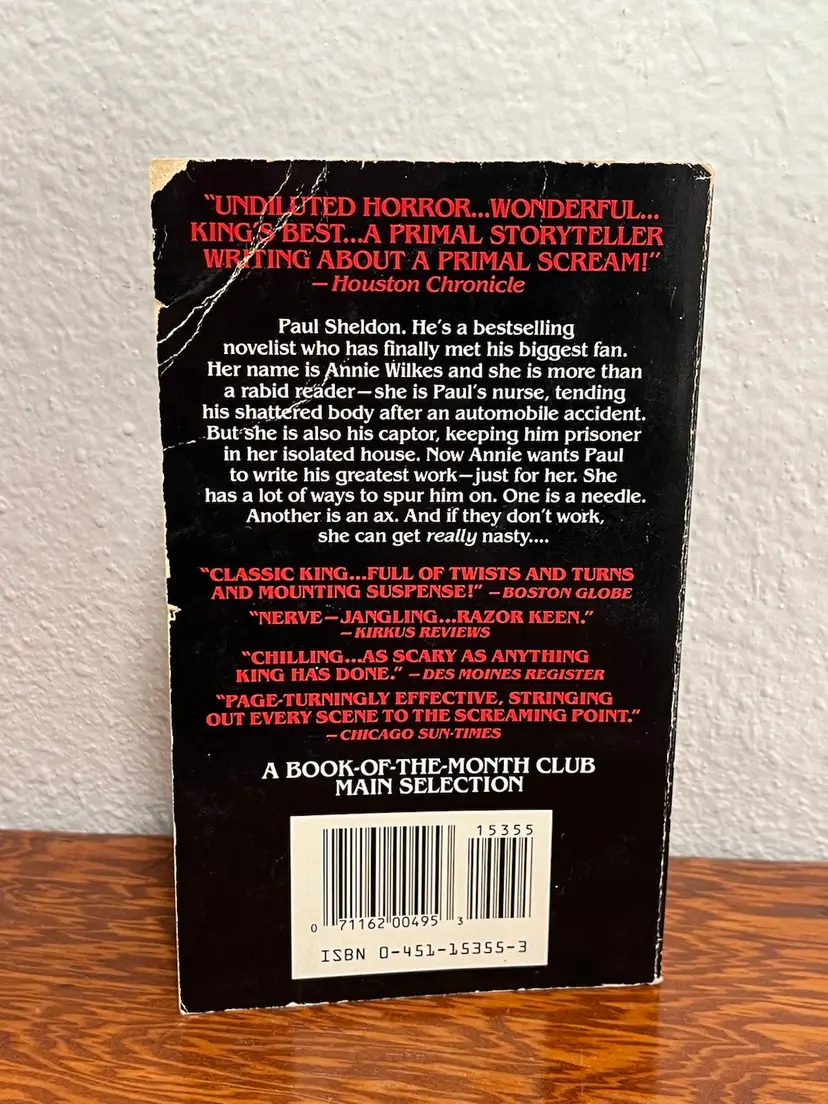 "UNDILUTED HORROR...WONDERFUL...
KING'S BEST...A PRIMAL STORYTELLER
WRITING ABOUT A PRIMAL SCREAM!"
—Houston Chronicle
Paul Sheldon. He's a bestselling
novelist who has finally met his biggest fan.
Her name is Annie Wilkes and she is more than
a rabid reader—she is Paul's nurse, tending
his shattered body after an automobile accident.
But she is also his captor, keeping him prisoner
in her isolated house. Now Annie wants Paul
to write his greatest work—just for her. She
has a lot of ways to spur him on. One is a needle.
Another is an ax. And if they don't work,
she can get really nasty....
"CLASSIC KING...FULL OF TWISTS AND TURNS
AND MOUNTING SUSPENSE!" —BOSTON GLOBE
"NERVE—JANGLING...RAZOR KEEN."
—KIRKUS REVIEWS
"CHILLING...AS SCARY AS ANYTHING
KING HAS DONE." —DES MOINES REGISTER
"PAGE-TURNINGLY EFFECTIVE, STRINGING
OUT EVERY SCENE TO THE SCREAMING POINT."
—CHICAGO SUN-TIMES
A BOOK-OF-THE-MONTH CLUB
MAIN SELECTION
15355
0 71162 00495 3
ISBN 0-451-15355-3